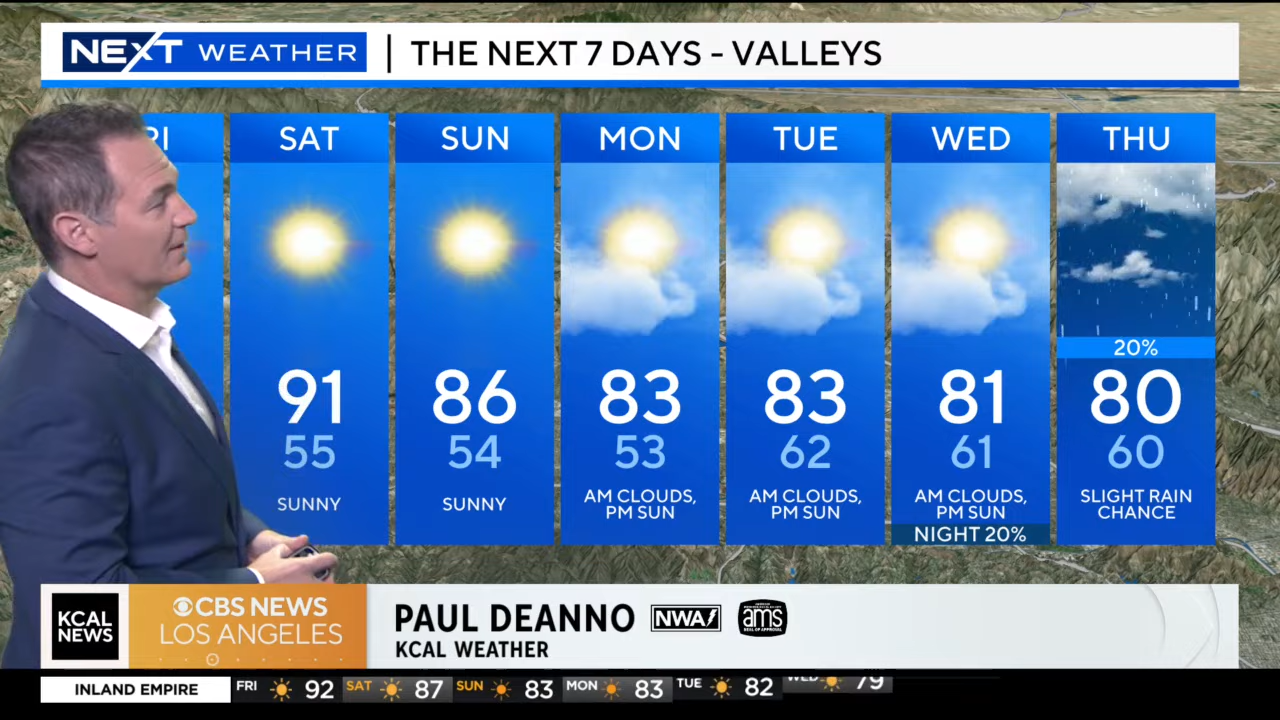 NEXT WEATHER | THE NEXT 7 DAYS - VALLEYS
RI SAT SUN MON TUE WED THU
20%
91 86 83 83 81 80
55 54 53 62 61 60
SUNNY SUNNY AM CLOUDS, PM SUN AM CLOUDS, PM SUN AM CLOUDS, PM SUN SLIGHT RAIN CHANCE
NIGHT 20%
KCAL NEWS
CBS NEWS
LOS ANGELES
PAUL DEANNO NWA ams
KCAL WEATHER
INLAND EMPIRE FRI 92 SAT 87 SUN 83 MON 83 TUE 82 WED 79